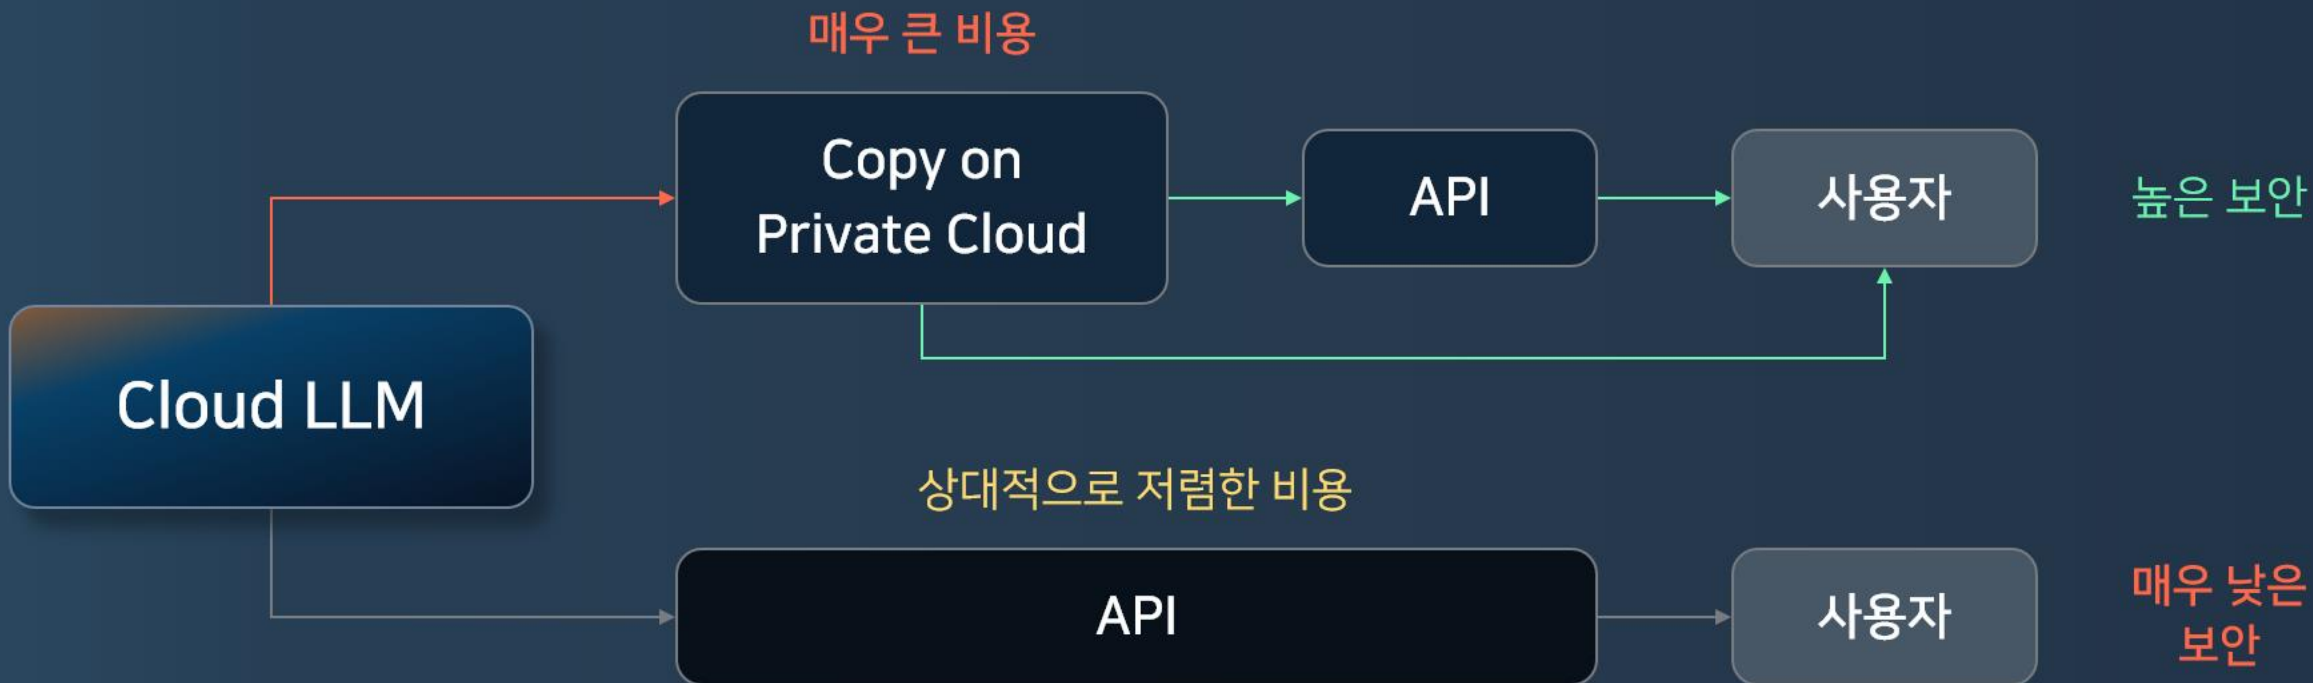 매우 큰 비용
Copy on
Private Cloud
API
사용자
높은 보안
Cloud LLM
상대적으로 저렴한 비용
API
사용자
매우 낮은
보안